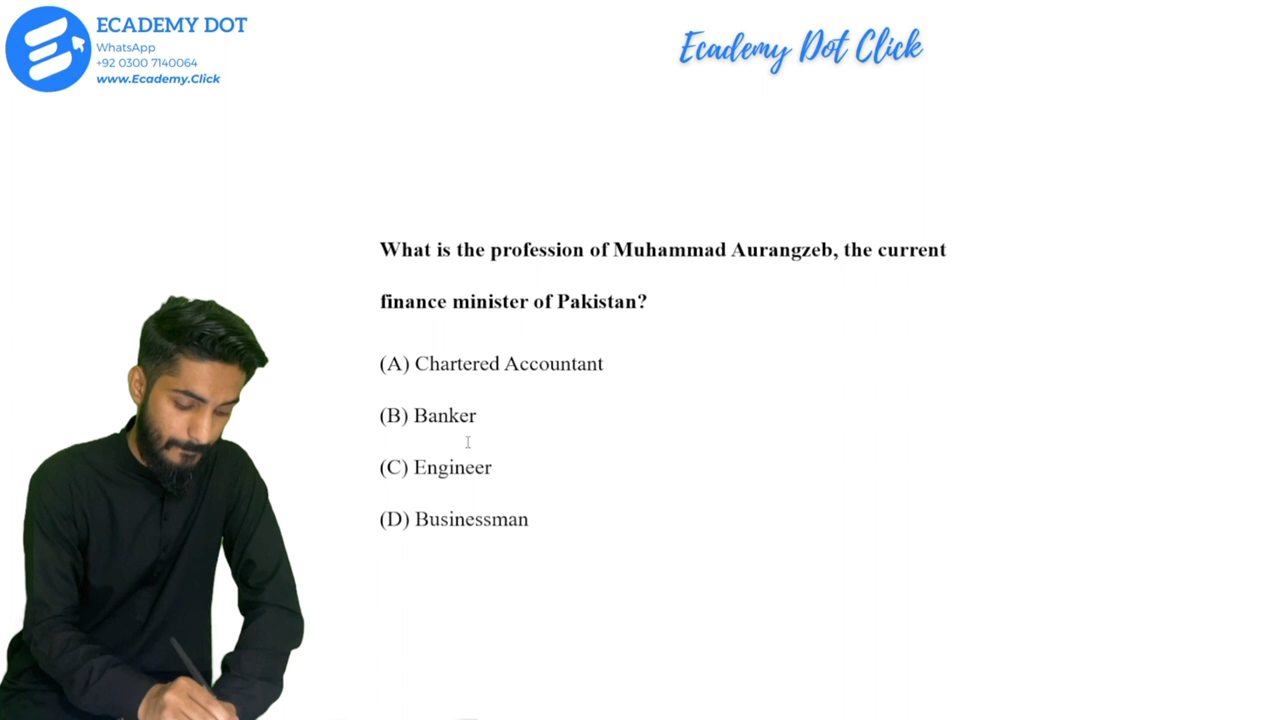 ECADEMY DOT
WhatsApp
+92 0300 7140064
www.Ecademy.Click
Ecademy Dot Click
What is the profession of Muhammad Aurangzeb, the current
finance minister of Pakistan?
(A) Chartered Accountant
(B) Banker
(C) Engineer
(D) Businessman